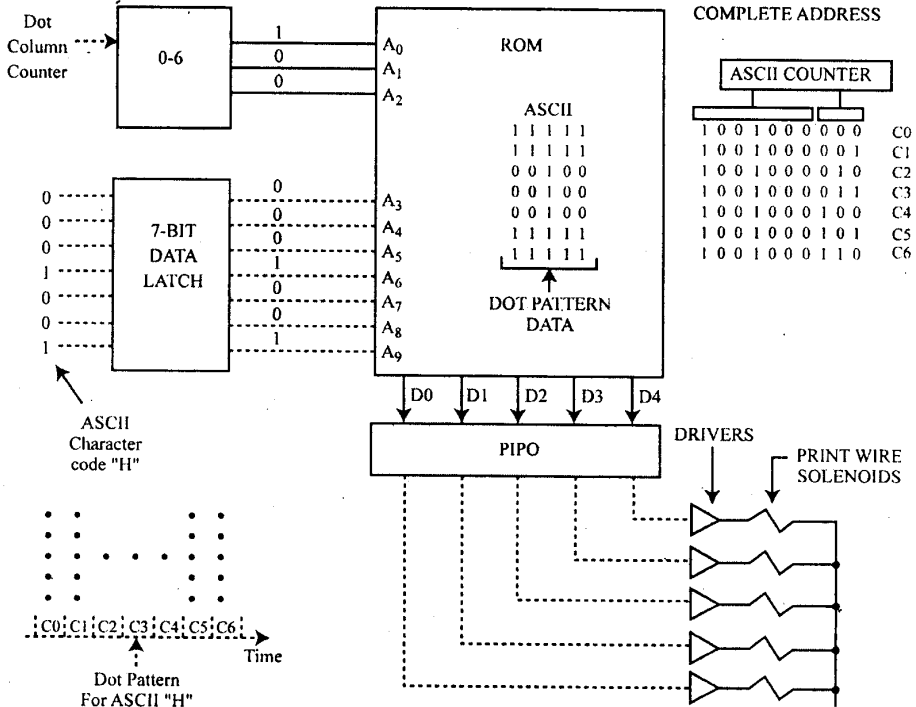 Dot
Column
Counter
0-6
1
0
0
A0
A1
A2
ROM
ASCII
1 1 1 1 1
1 1 1 1 1
0 0 1 0 0
0 0 1 0 0
0 0 1 0 0
1 1 1 1 1
1 1 1 1 1
DOT PATTERN
DATA
COMPLETE ADDRESS
ASCII COUNTER
1 0 0 1 0 0 0 0 0 0 C0
1 0 0 1 0 0 0 0 0 1 C1
1 0 0 1 0 0 0 0 1 0 C2
1 0 0 1 0 0 0 0 1 1 C3
1 0 0 1 0 0 0 1 0 0 C4
1 0 0 1 0 0 0 1 0 1 C5
1 0 0 1 0 0 0 1 1 0 C6
0
0
0
1
0
0
1
7-BIT
DATA
LATCH
0
0
0
1
0
0
1
A3
A4
A5
A6
A7
A8
A9
ASCII
Character
code "H"
D0 D1 D2 D3 D4
PIPO
DRIVERS
PRINT WIRE
SOLENOIDS
C0 C1 C2 C3 C4 C5 C6
Time
Dot Pattern
For ASCII "H"